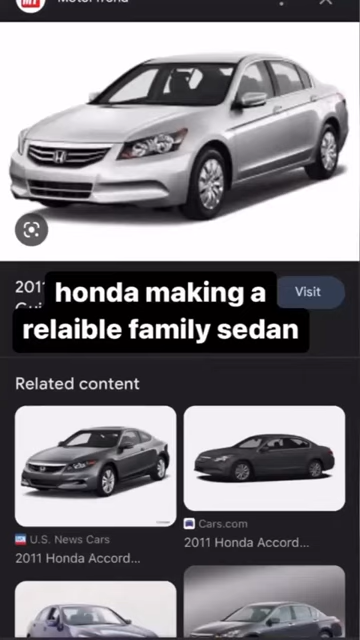 MotorTrend
2011
honda making a
relaible family sedan
Visit
Related content
U.S. News Cars
2011 Honda Accord...
Cars.com
2011 Honda Accord...